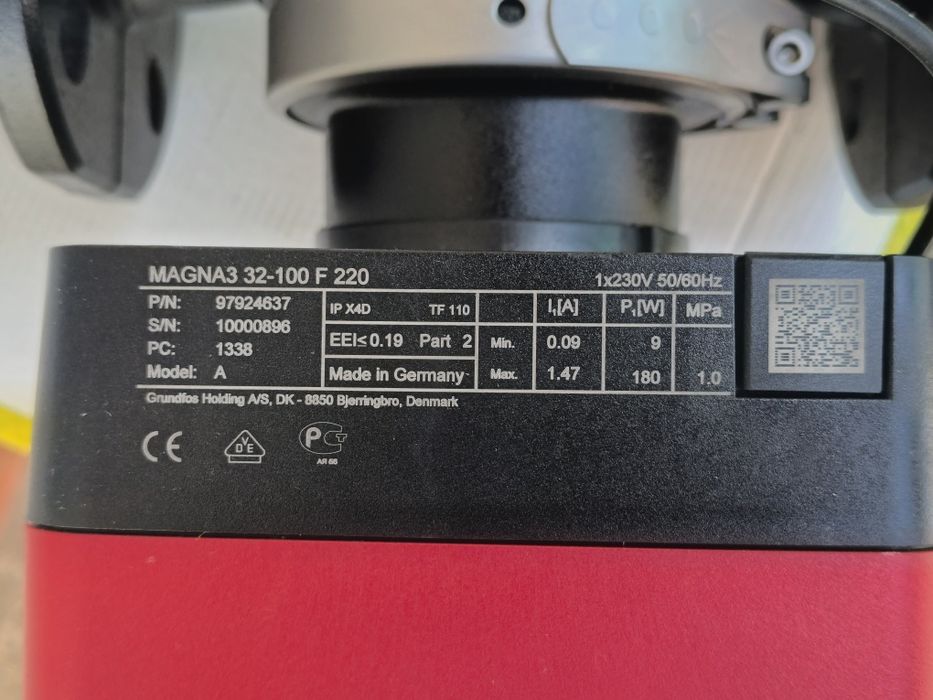 MAGNA3 32-100 F 220
1x230V 50/60Hz
P/N: 97924637
S/N: 10000896
PC: 1338
Model: A
IP X4D TF 110
EEI≤ 0.19 Part 2
Made in Germany
I₁[A] P₁[W] MPa
Min. 0.09 9
Max. 1.47 180 1.0
Grundfos Holding A/S, DK - 8850 Bjerringbro, Denmark
CE
VDE
PCT